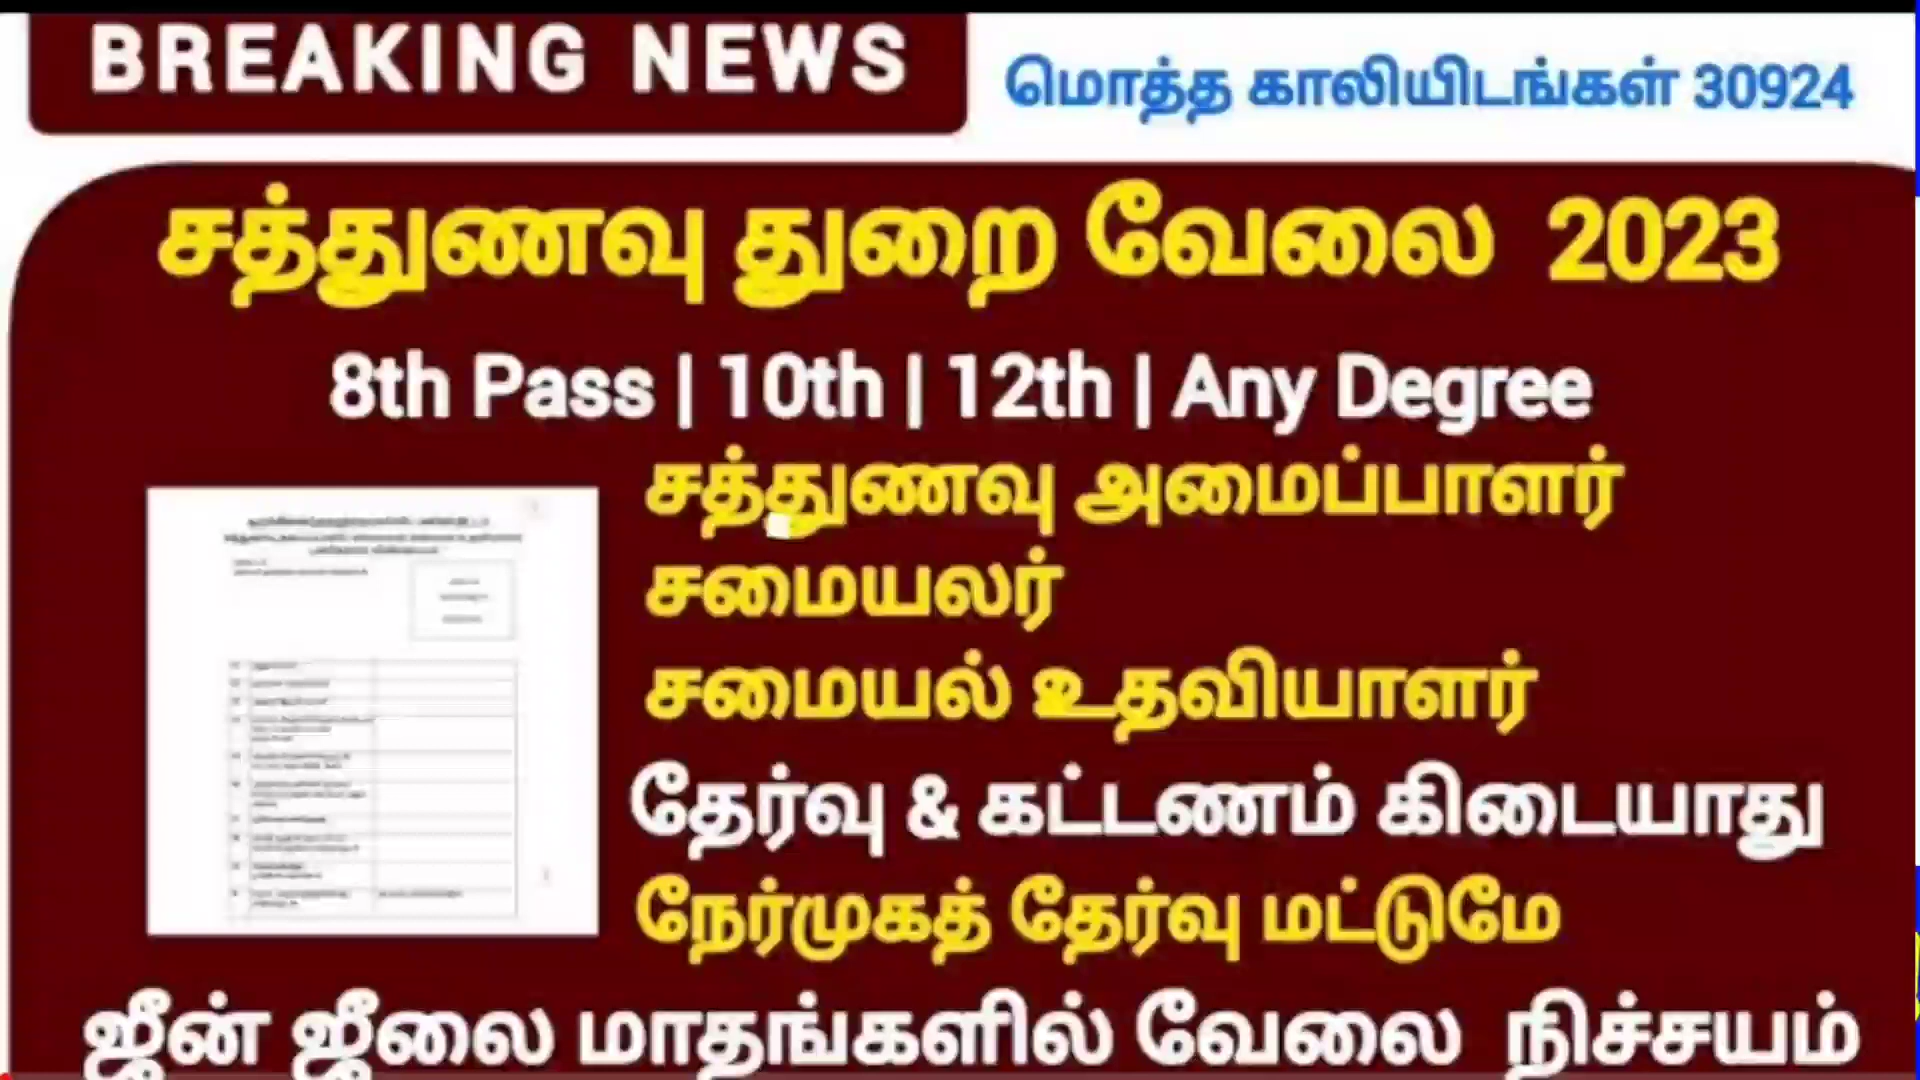 BREAKING NEWS
மொத்த காலியிடங்கள் 30924
சத்துணவு துறை வேலை 2023
8th Pass | 10th | 12th | Any Degree
சத்துணவு அமைப்பாளர்
சமையலர்
சமையல் உதவியாளர்
தேர்வு & கட்டணம் கிடையாது
நேர்முகத் தேர்வு மட்டுமே
ஜீன் ஜீலை மாதங்களில் வேலை நிச்சயம்